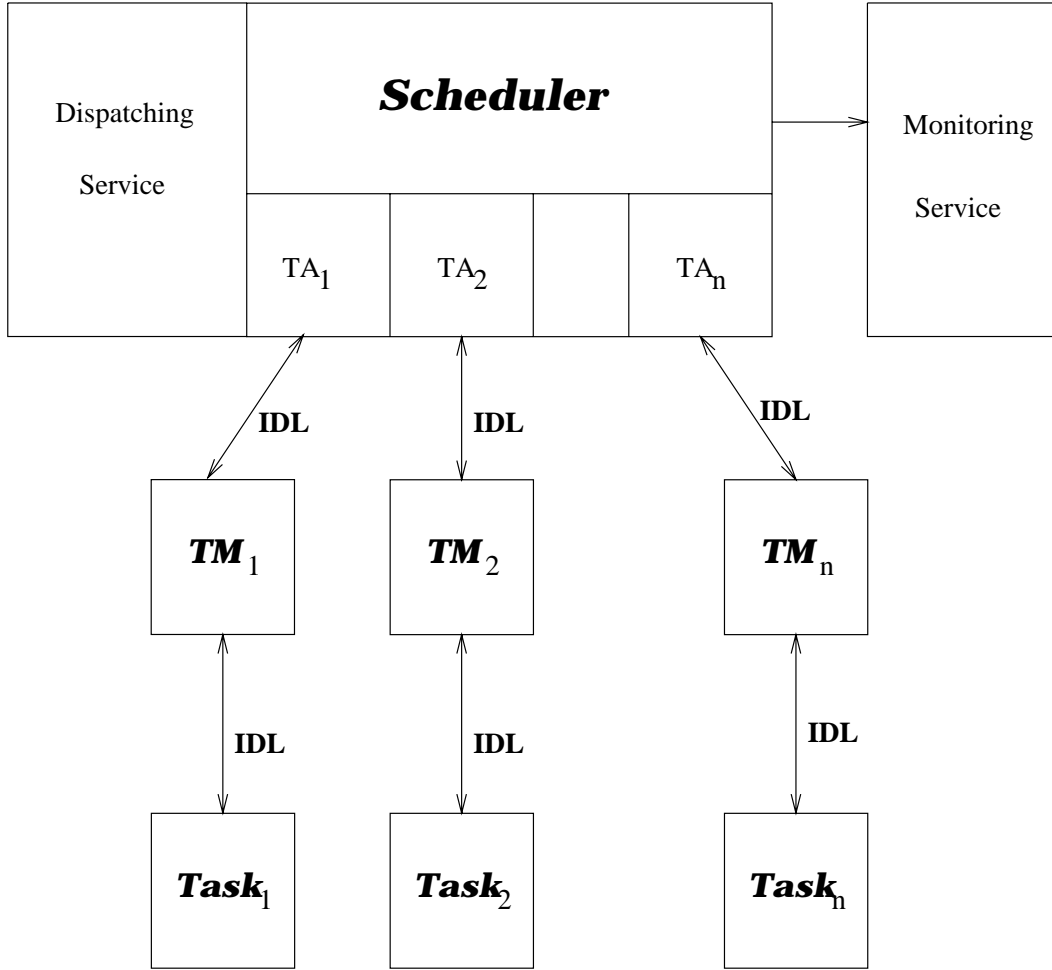 Dispatching
Service
Scheduler
Monitoring
Service
TA1
TA2
TAn
IDL
IDL
IDL
TM1
TM2
TMn
IDL
IDL
IDL
Task1
Task2
Taskn